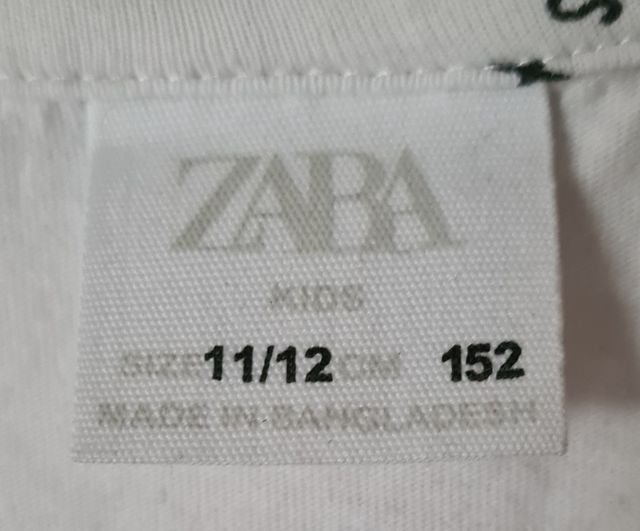 ZARA
KIDS
SIZE 11/12 CM 152
MADE IN BANGLADESH